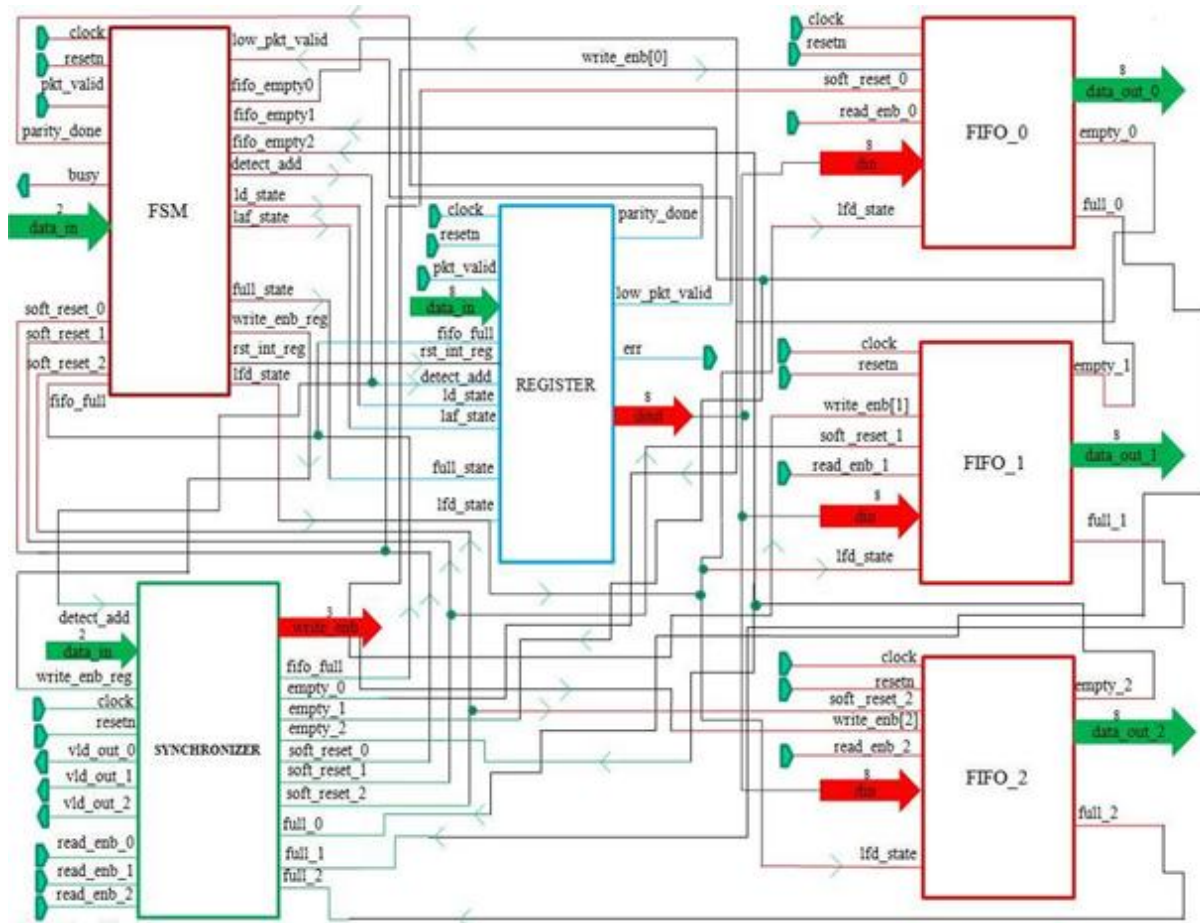 clock
resetn
pkt_valid
parity_done
busy
2
data_in
FSM
low_pkt_valid
fifo_empty0
fifo_empty1
fifo_empty2
detect_add
ld_state
laf_state
full_state
write_enb_reg
rst_int_reg
lfd_state
soft_reset_0
soft_reset_1
soft_reset_2
fifo_full
clock
resetn
pkt_valid
8
data_in
fifo_full
rst_int_reg
detect_add
ld_state
laf_state
full_state
lfd_state
REGISTER
parity_done
low_pkt_valid
err
8
dout
detect_add
2
data_in
write_enb_reg
clock
resetn
vld_out_0
vld_out_1
vld_out_2
read_enb_0
read_enb_1
read_enb_2
SYNCHRONIZER
3
write_enb
fifo_full
empty_0
empty_1
empty_2
soft_reset_0
soft_reset_1
soft_reset_2
full_0
full_1
full_2
clock
resetn
write_enb[0]
soft_reset_0
read_enb_0
8
din
lfd_state
FIFO_0
8
data_out_0
empty_0
full_0
clock
resetn
write_enb[1]
soft_reset_1
read_enb_1
8
din
lfd_state
FIFO_1
empty_1
8
data_out_1
full_1
clock
resetn
soft_reset_2
write_enb[2]
read_enb_2
8
din
lfd_state
FIFO_2
empty_2
8
data_out_2
full_2